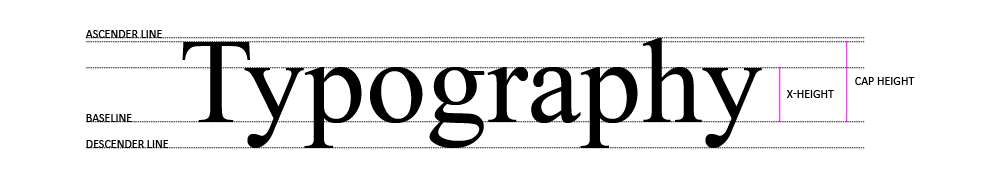 ASCENDER LINE
Typography
X-HEIGHT
CAP HEIGHT
BASELINE
DESCENDER LINE